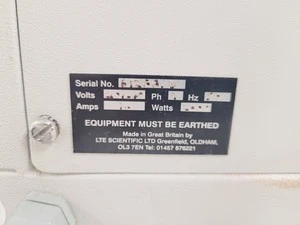 Serial No.
Volts Ph Hz
Amps Watts
EQUIPMENT MUST BE EARTHED
Made in Great Britain by
LTE SCIENTIFIC LTD Greenfield, OLDHAM,
OL3 7EN Tel: 01457 876221